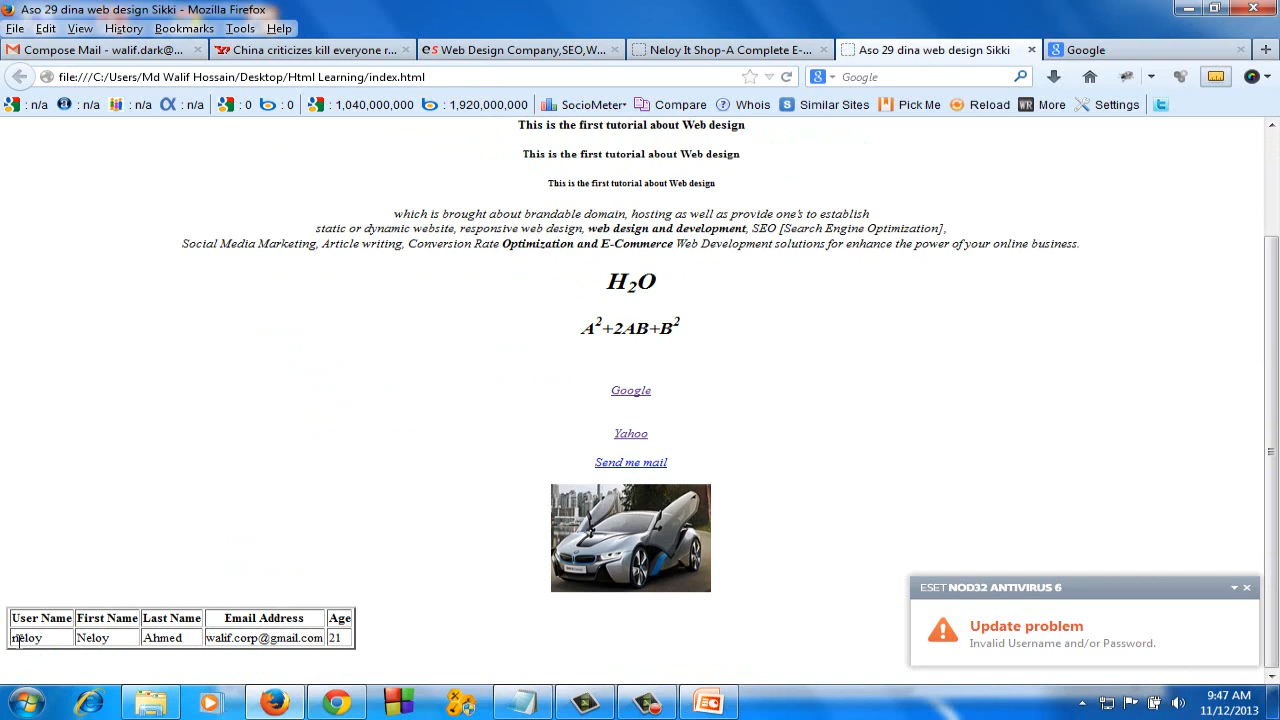 Aso 29 dina web design Sikki - Mozilla Firefox
File Edit View History Bookmarks Tools Help
Compose Mail - walif.dark@... China criticizes kill everyone r... Web Design Company,SEO,W... Neloy It Shop-A Complete E-... Aso 29 dina web design Sikki Google
file:///C:/Users/Md Walif Hossain/Desktop/Html Learning/index.html Google
: n/a : n/a : n/a : n/a : 0 : 0 : 1,040,000,000 : 1,920,000,000 SocioMeter Compare Whois Similar Sites Pick Me Reload More Settings
This is the first tutorial about Web design
This is the first tutorial about Web design
This is the first tutorial about Web design
which is brought about brandable domain, hosting as well as provide one's to establish
static or dynamic website, responsive web design, web design and development, SEO [Search Engine Optimization],
Social Media Marketing, Article writing, Conversion Rate Optimization and E-Commerce Web Development solutions for enhance the power of your online business.
H₂O
A²+2AB+B²
Google
Yahoo
Send me mail
ESET NOD32 ANTIVIRUS 6
Update problem
Invalid Username and/or Password.
User Name First Name Last Name Email Address Age
neloy Neloy Ahmed walif.corp@gmail.com 21
9:47 AM
11/12/2013